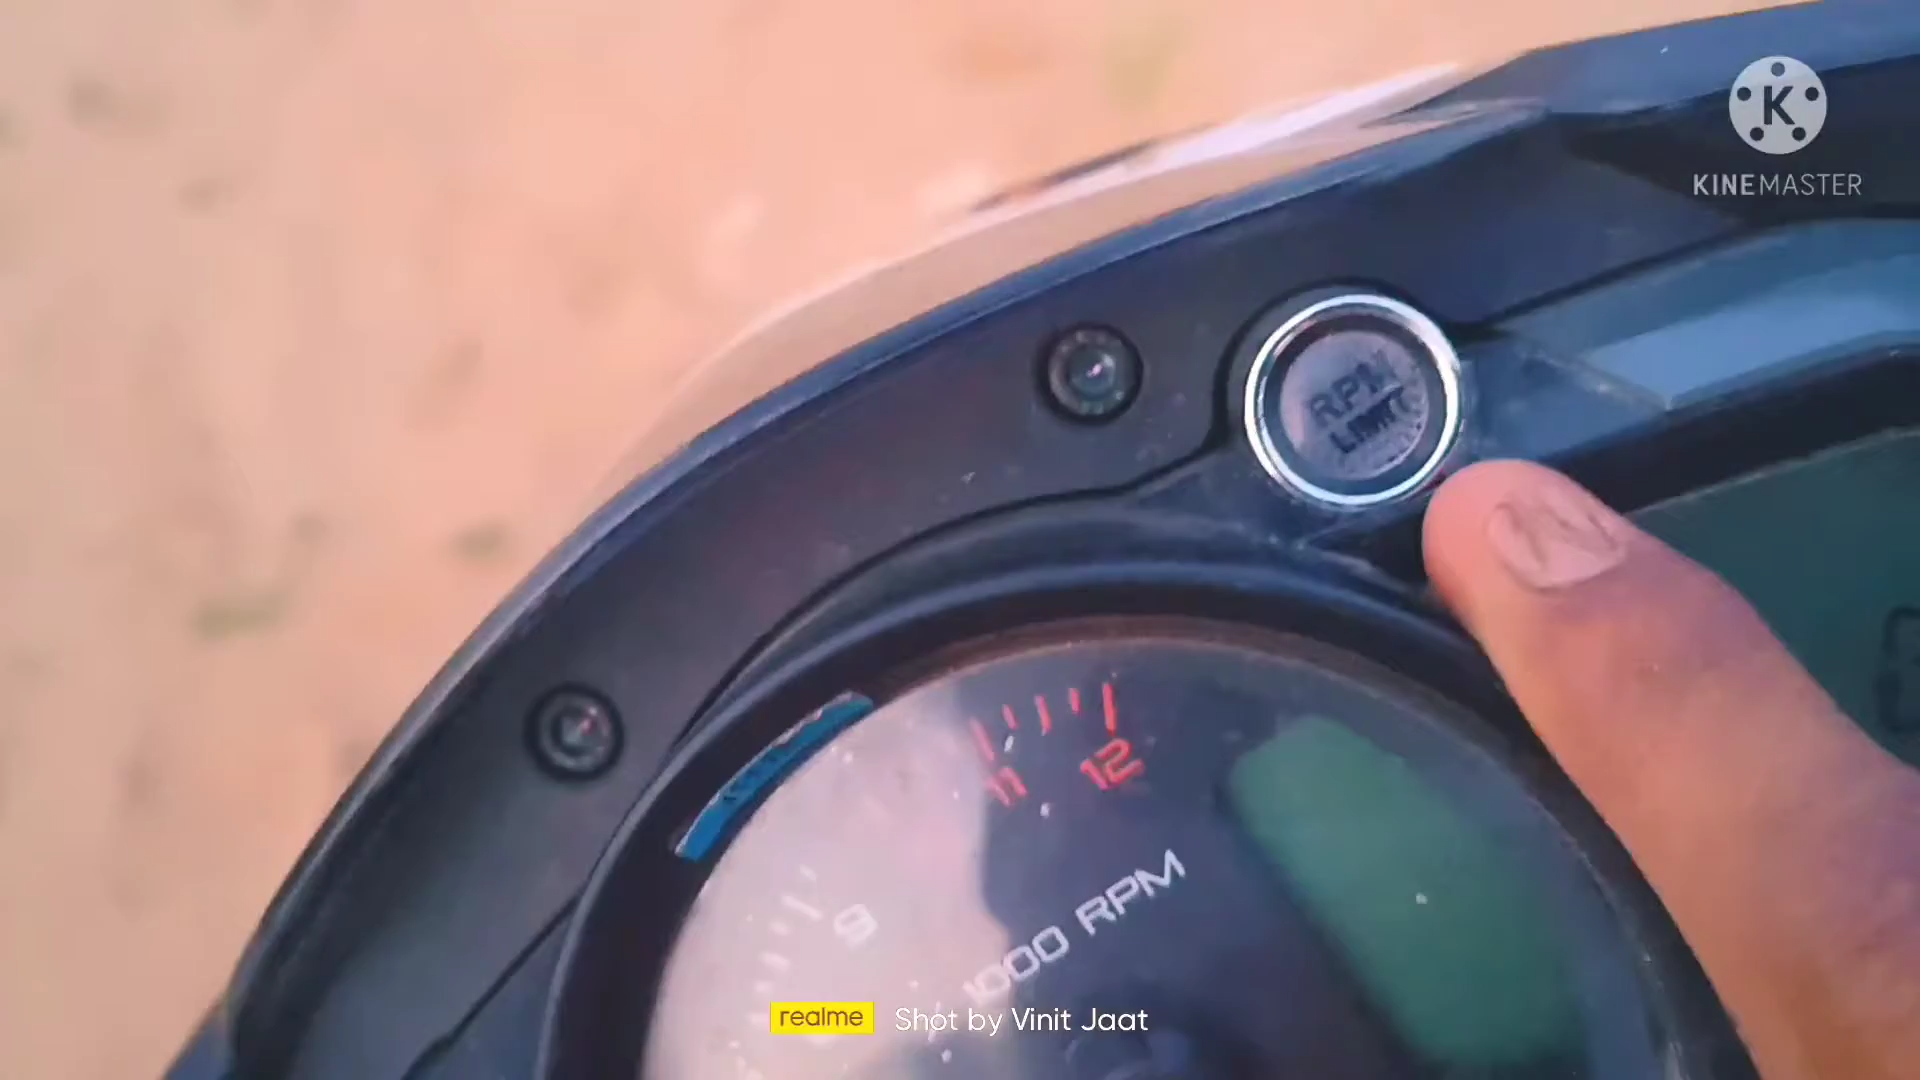 K
KINEMASTER
RPM
LIMIT
11
12
9
1000 RPM
realme Shot by Vinit Jaat